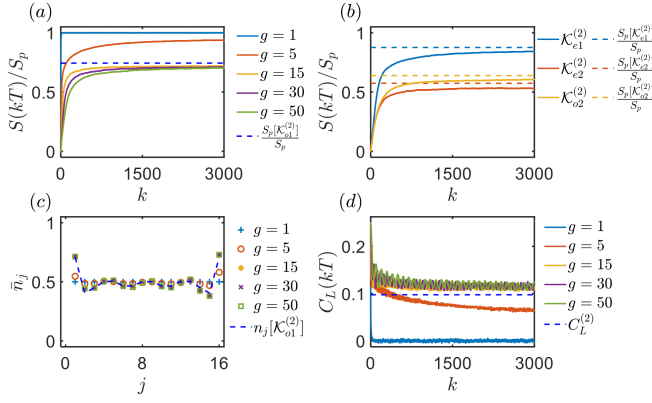 (a)
S(kT)/S_p
1
0.5
0
0
1500
3000
k
g = 1
g = 5
g = 15
g = 30
g = 50
S_p[𝒦_{o1}^{(2)}]/S_p
(b)
S(kT)/S_p
1
0.5
0
0
1500
3000
k
𝒦_{e1}^{(2)} S_p[𝒦_{e1}^{(2)}]/S_p
𝒦_{e2}^{(2)} S_p[𝒦_{e2}^{(2)}]/S_p
𝒦_{o2}^{(2)} S_p[𝒦_{o2}^{(2)}]/S_p
(c)
n̄_j
1
0.5
0
0
8
16
j
g = 1
g = 5
g = 15
g = 30
g = 50
n_j[𝒦_{o1}^{(2)}]
(d)
C_L(kT)
0.2
0.1
0
0
1500
3000
k
g = 1
g = 5
g = 15
g = 30
g = 50
C_L^{(2)}